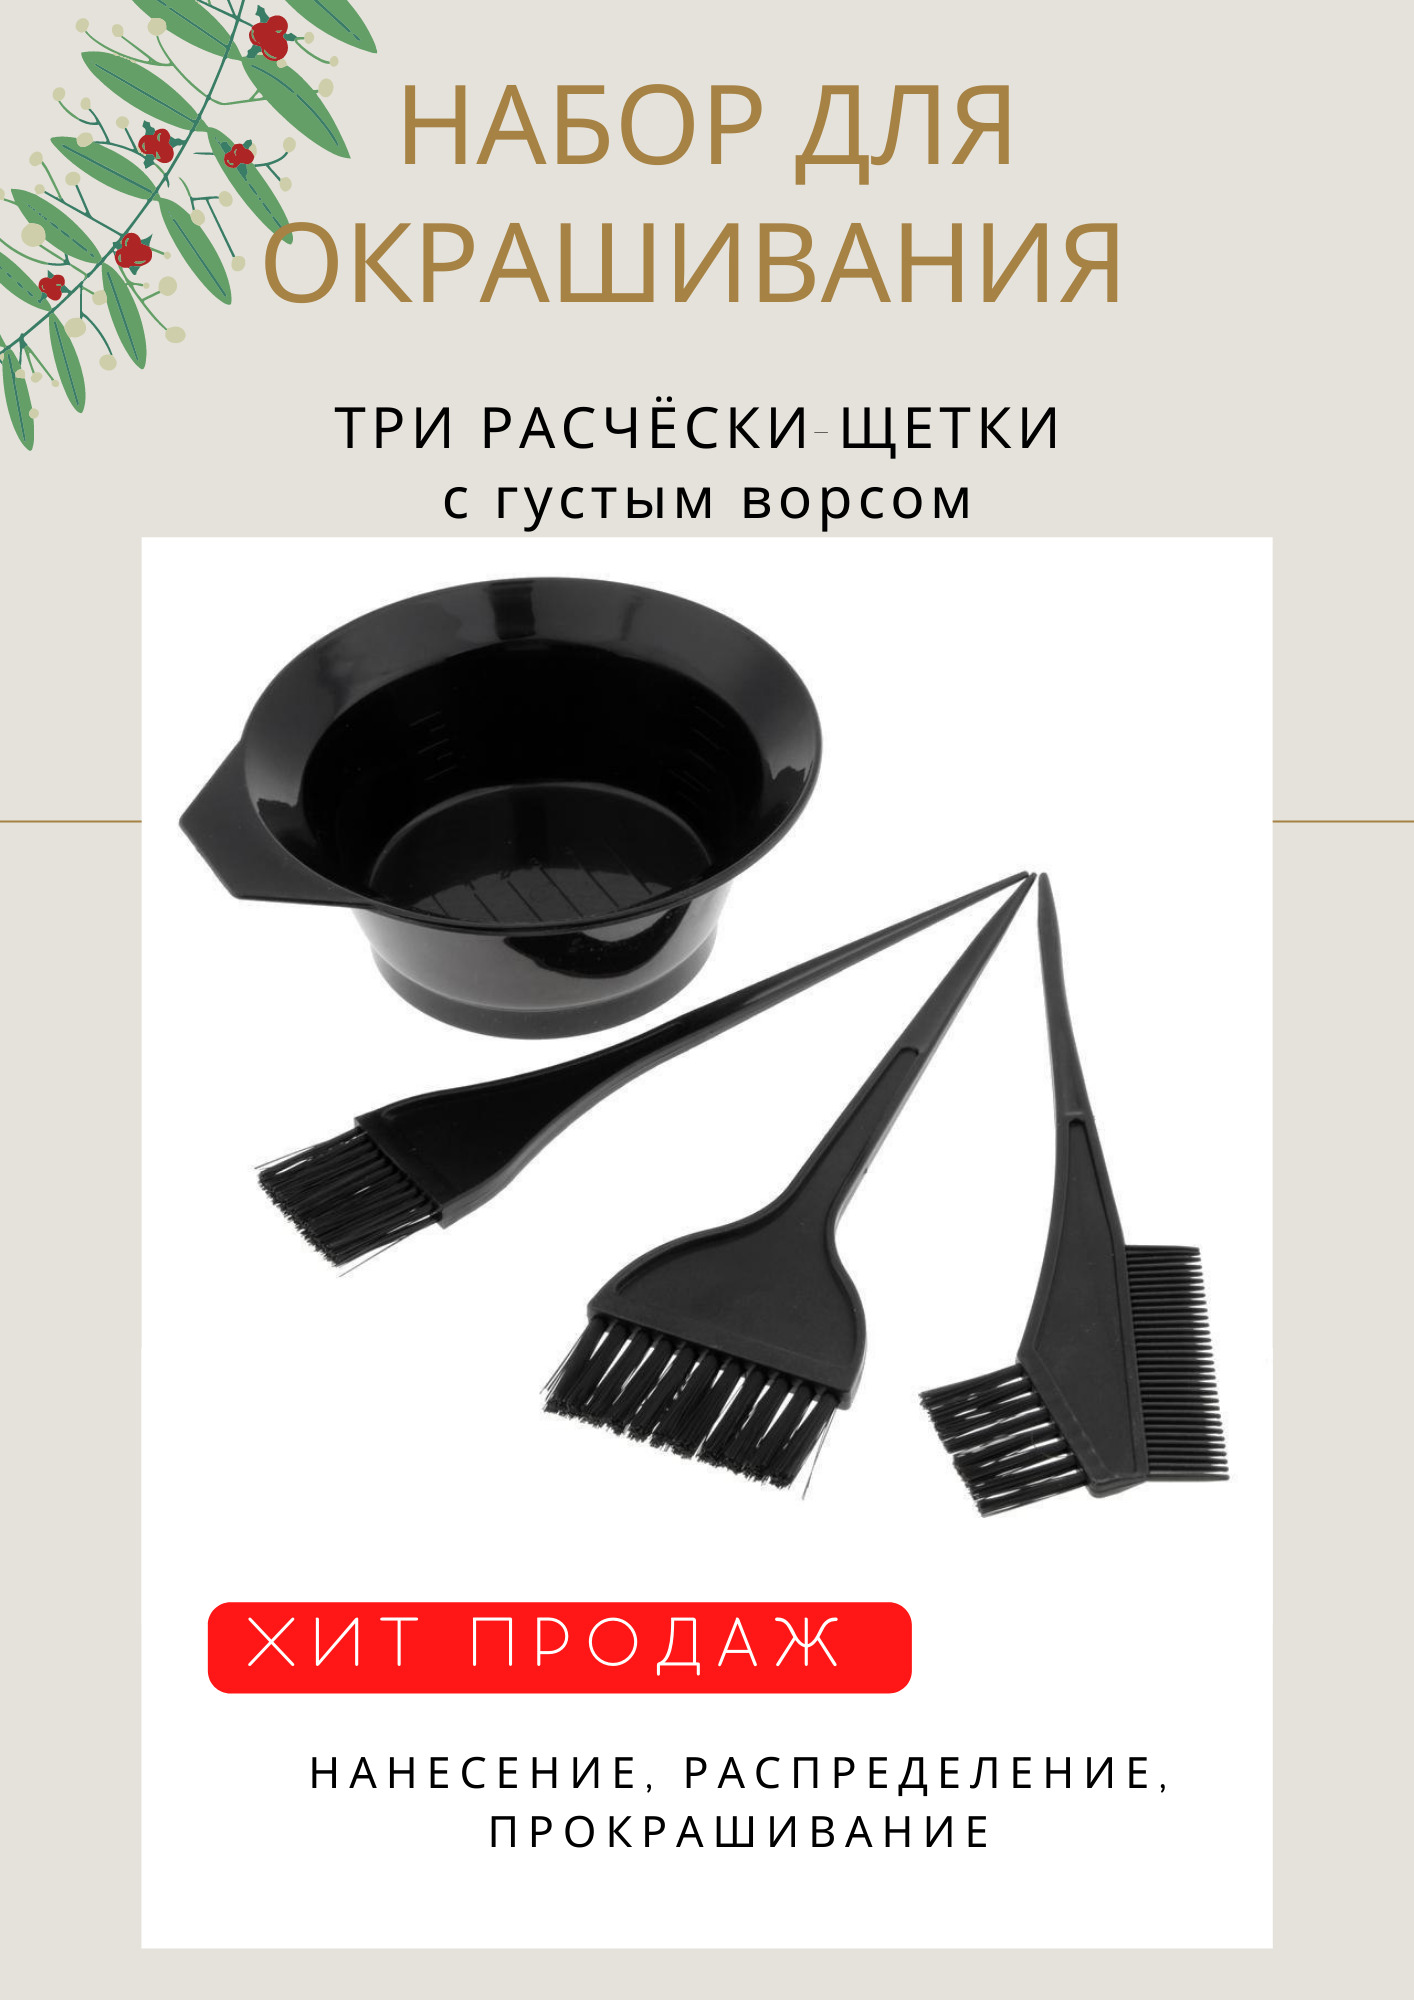 НАБОР ДЛЯ
ОКРАШИВАНИЯ
ТРИ РАСЧЁСКИ-ЩЕТКИ
с густым ворсом
ХИТ ПРОДАЖ
НАНЕСЕНИЕ, РАСПРЕДЕЛЕНИЕ,
ПРОКРАШИВАНИЕ